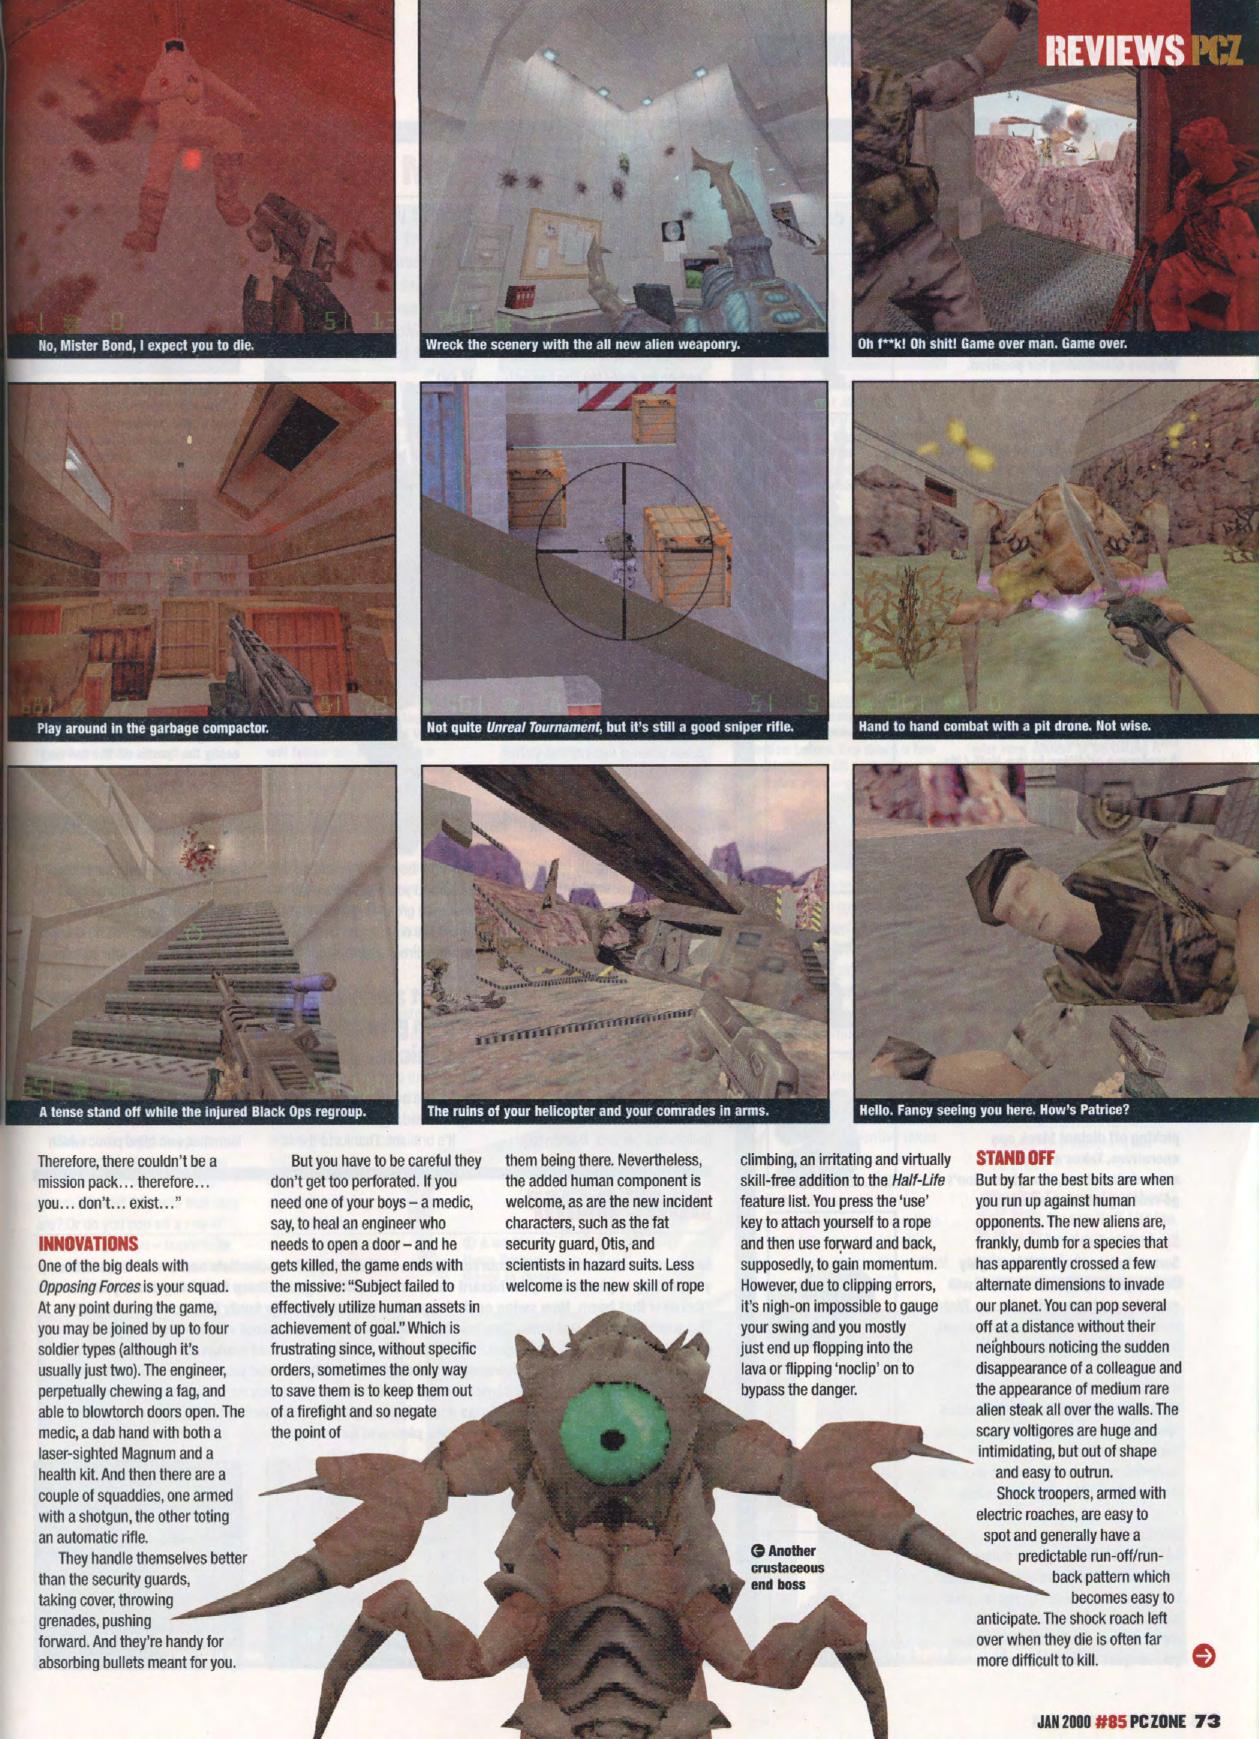 REVIEWS PCZ
No, Mister Bond, I expect you to die.
Wreck the scenery with the all new alien weaponry.
Oh f**k! Oh shit! Game over man. Game over.
Play around in the garbage compactor.
Not quite Unreal Tournament, but it's still a good sniper rifle.
Hand to hand combat with a pit drone. Not wise.
A tense stand off while the injured Black Ops regroup.
The ruins of your helicopter and your comrades in arms.
Hello. Fancy seeing you here. How's Patrice?
Therefore, there couldn't be a
mission pack... therefore...
you... don't... exist..."
INNOVATIONS
One of the big deals with
Opposing Forces is your squad.
At any point during the game,
you may be joined by up to four
soldier types (although it's
usually just two). The engineer,
perpetually chewing a fag, and
able to blowtorch doors open. The
medic, a dab hand with both a
laser-sighted Magnum and a
health kit. And then there are a
couple of squaddies, one armed
with a shotgun, the other toting
an automatic rifle.
They handle themselves better
than the security guards,
taking cover, throwing
grenades, pushing
forward. And they're handy for
absorbing bullets meant for you.
But you have to be careful they
don't get too perforated. If you
need one of your boys – a medic,
say, to heal an engineer who
needs to open a door – and he
gets killed, the game ends with
the missive: "Subject failed to
effectively utilize human assets in
achievement of goal." Which is
frustrating since, without specific
orders, sometimes the only way
to save them is to keep them out
of a firefight and so negate
the point of
them being there. Nevertheless,
the added human component is
welcome, as are the new incident
characters, such as the fat
security guard, Otis, and
scientists in hazard suits. Less
welcome is the new skill of rope
climbing, an irritating and virtually
skill-free addition to the Half-Life
feature list. You press the 'use'
key to attach yourself to a rope
and then use forward and back,
supposedly, to gain momentum.
However, due to clipping errors,
it's nigh-on impossible to gauge
your swing and you mostly
just end up flopping into the
lava or flipping 'noclip' on to
bypass the danger.
Another
crustaceous
end boss
STAND OFF
But by far the best bits are when
you run up against human
opponents. The new aliens are,
frankly, dumb for a species that
has apparently crossed a few
alternate dimensions to invade
our planet. You can pop several
off at a distance without their
neighbours noticing the sudden
disappearance of a colleague and
the appearance of medium rare
alien steak all over the walls. The
scary voltigores are huge and
intimidating, but out of shape
and easy to outrun.
Shock troopers, armed with
electric roaches, are easy to
spot and generally have a
predictable run-off/run-
back pattern which
becomes easy to
anticipate. The shock roach left
over when they die is often far
more difficult to kill.
JAN 2000 #85 PC ZONE 73